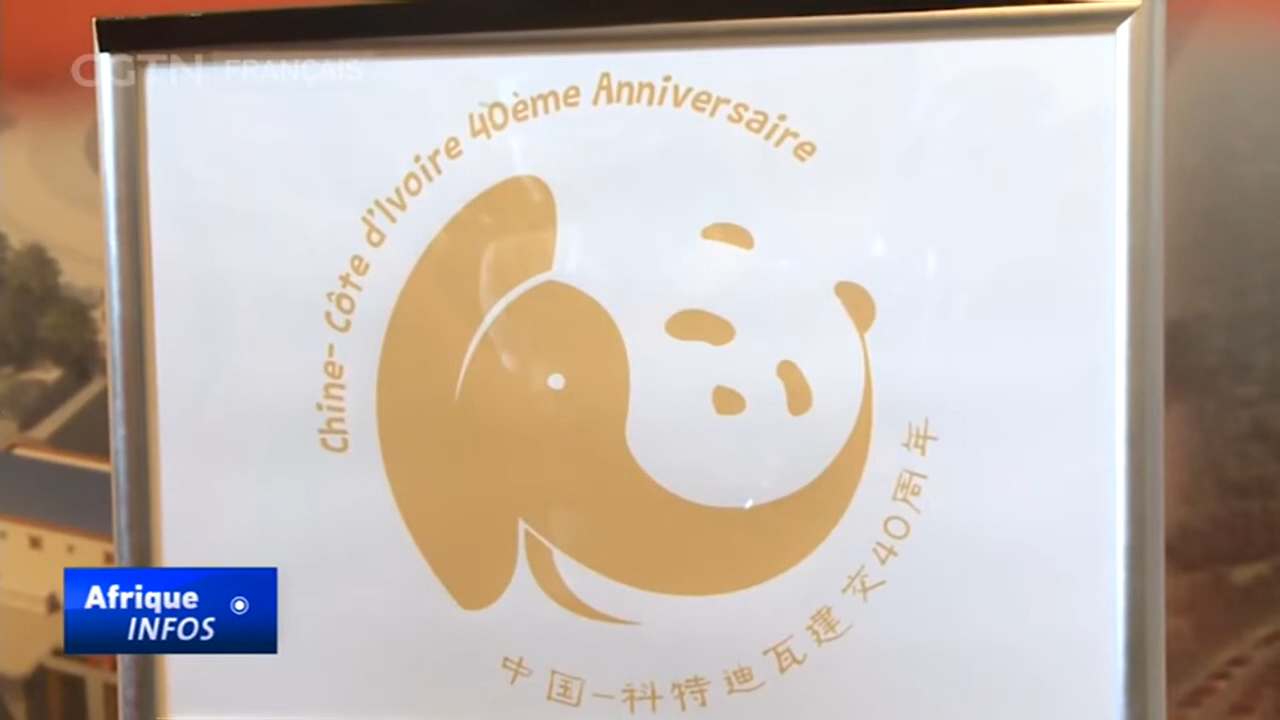 CGTN FRANÇAIS
Chine- Côte d'Ivoire 40ème Anniversaire
中国-科特迪瓦建交40周年
Afrique
INFOS